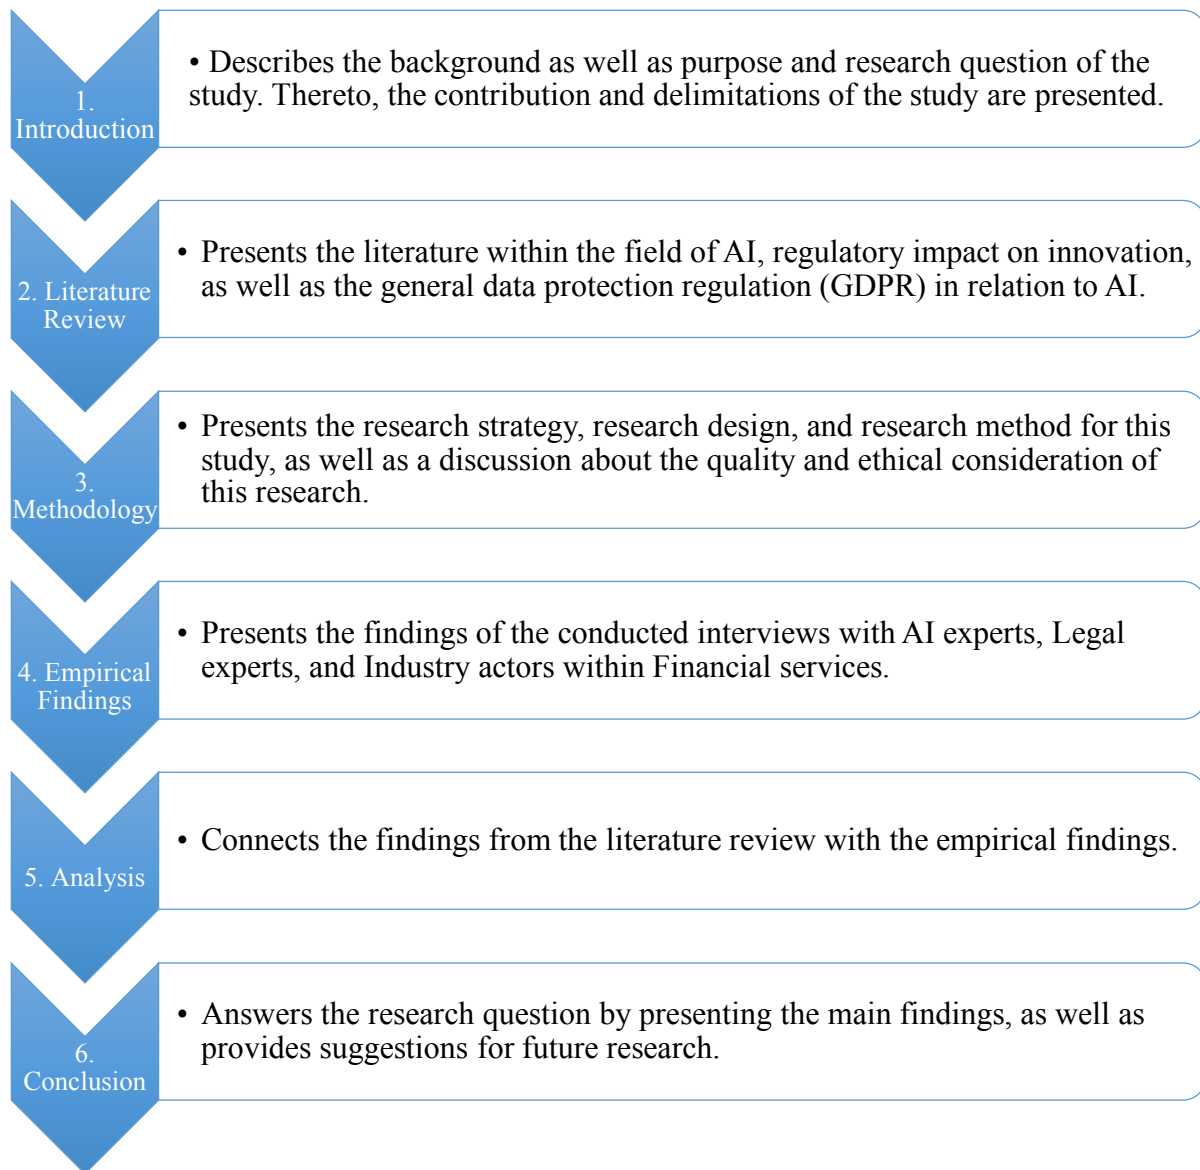 1.
Introduction
• Describes the background as well as purpose and research question of the
study. Thereto, the contribution and delimitations of the study are presented.
2. Literature
Review
• Presents the literature within the field of AI, regulatory impact on innovation,
as well as the general data protection regulation (GDPR) in relation to AI.
3.
Methodology
• Presents the research strategy, research design, and research method for this
study, as well as a discussion about the quality and ethical consideration of
this research.
4. Empirical
Findings
• Presents the findings of the conducted interviews with AI experts, Legal
experts, and Industry actors within Financial services.
5. Analysis
• Connects the findings from the literature review with the empirical findings.
6.
Conclusion
• Answers the research question by presenting the main findings, as well as
provides suggestions for future research.